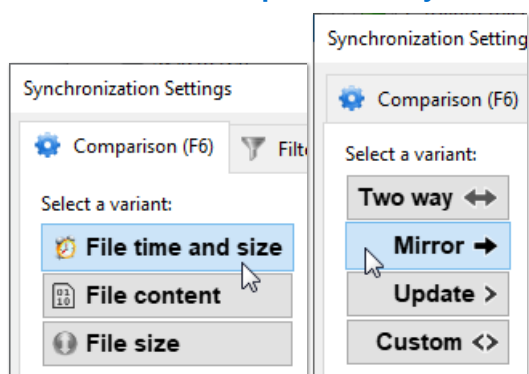 Synchronization Settings
Comparison (F6)
Select a variant:
File time and size
File content
File size
Synchronization Setting
Comparison (F6)
Select a variant:
Two way
Mirror
Update >
Custom <>